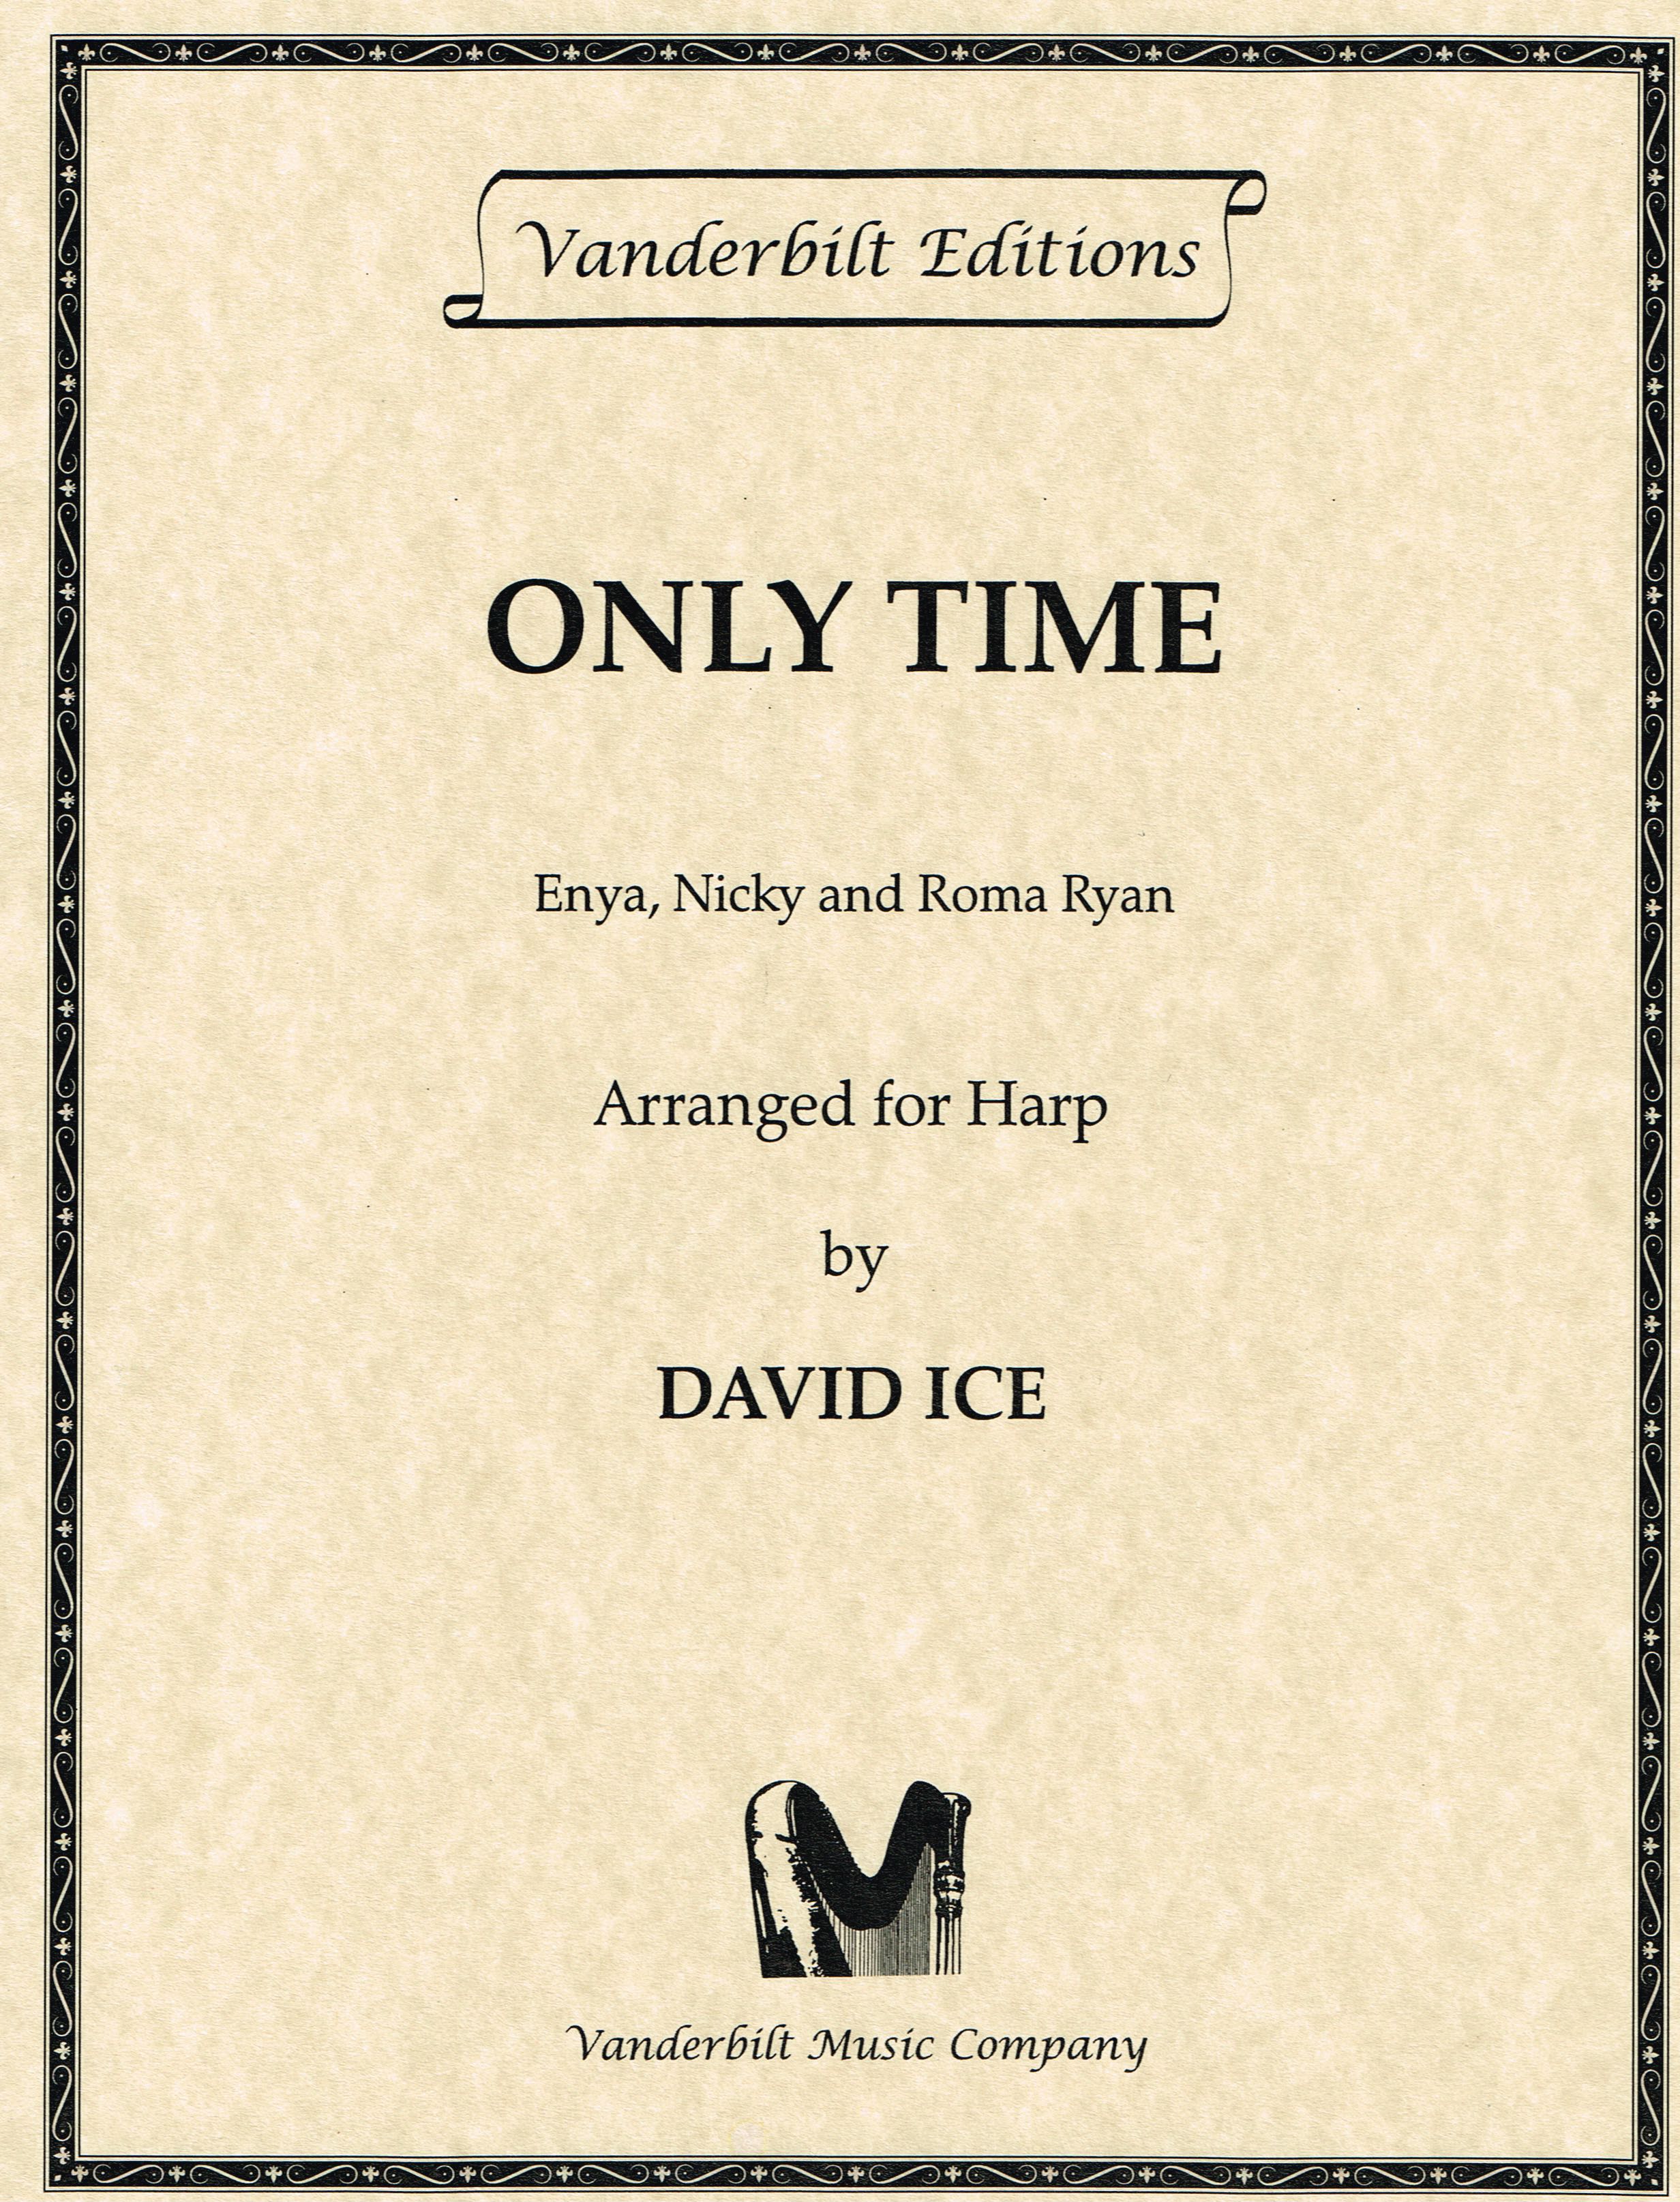 Vanderbilt Editions
ONLY TIME
Enya, Nicky and Roma Ryan
Arranged for Harp
by
DAVID ICE
Vanderbilt Music Company